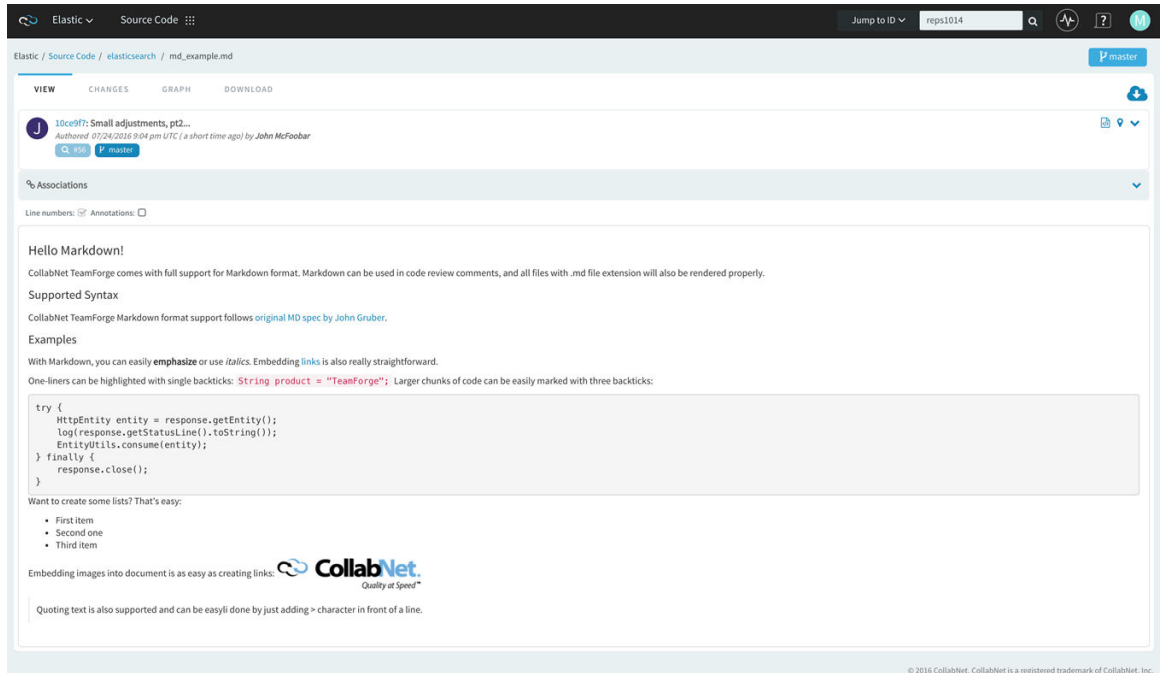 Elastic Source Code Jump to ID reps1014 ? M
Elastic / Source Code / elasticsearch / md_example.md master
VIEW CHANGES GRAPH DOWNLOAD
J 10ce9f7: Small adjustments, pt2...
Authored 07/24/2016 9:04 pm UTC ( a short time ago) by John McFoobar
#56 master
Associations
Line numbers: Annotations:
Hello Markdown!
CollabNet TeamForge comes with full support for Markdown format. Markdown can be used in code review comments, and all files with .md file extension will also be rendered properly.
Supported Syntax
CollabNet TeamForge Markdown format support follows original MD spec by John Gruber.
Examples
With Markdown, you can easily emphasize or use italics. Embedding links is also really straightforward.
One-liners can be highlighted with single backticks: String product = "TeamForge"; Larger chunks of code can be easily marked with three backticks:
try {
    HttpEntity entity = response.getEntity();
    log(response.getStatusLine().toString());
    EntityUtils.consume(entity);
} finally {
    response.close();
}
Want to create some lists? That's easy:
• First item
• Second one
• Third item
Embedding images into document is as easy as creating links: CollabNet.
Quality at Speed™
Quoting text is also supported and can be easyli done by just adding > character in front of a line.
© 2016 CollabNet. CollabNet is a registered trademark of CollabNet, Inc.